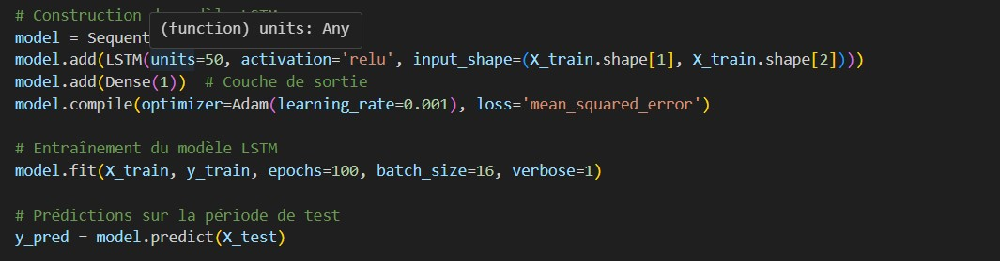 # Construction
(function) units: Any
model = Sequent
model.add(LSTM(units=50, activation='relu', input_shape=(X_train.shape[1], X_train.shape[2])))
model.add(Dense(1))  # Couche de sortie
model.compile(optimizer=Adam(learning_rate=0.001), loss='mean_squared_error')
# Entraînement du modèle LSTM
model.fit(X_train, y_train, epochs=100, batch_size=16, verbose=1)
# Prédictions sur la période de test
y_pred = model.predict(X_test)